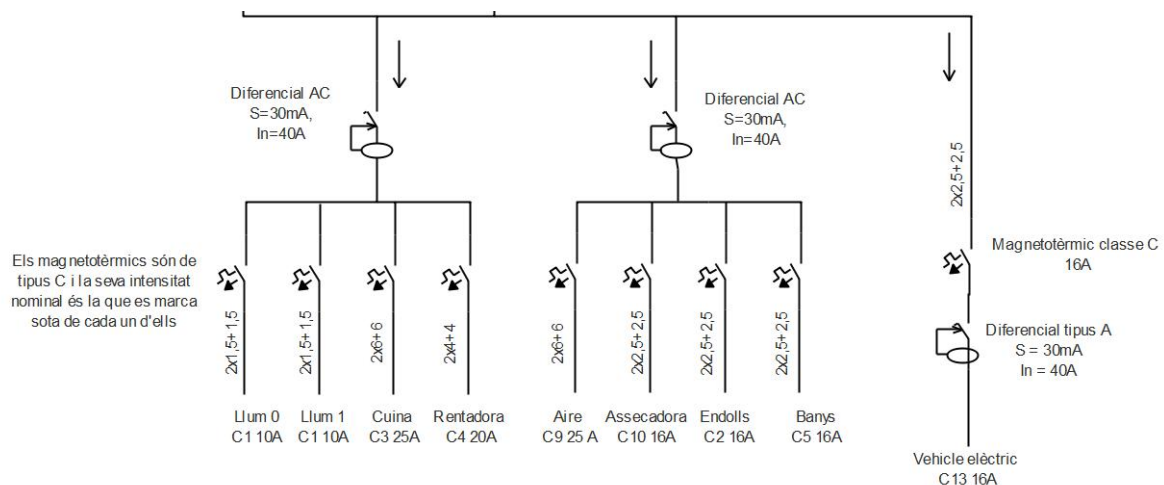 Diferencial AC
S=30mA,
In=40A
Diferencial AC
S=30mA,
In=40A
2x2,5+2,5
Els magnetotèrmics són de
tipus C i la seva intensitat
nominal és la que es marca
sota de cada un d'ells
2x1,5+1,5
2x1,5+1,5
2x6+6
2x4+4
2x6+6
2x2,5+2,5
2x2,5+2,5
2x2,5+2,5
Magnetotèrmic classe C
16A
Diferencial tipus A
S = 30mA
In = 40A
Llum 0
C1 10A
Llum 1
C1 10A
Cuina
C3 25A
Rentadora
C4 20A
Aire
C9 25 A
Assecadora
C10 16A
Endolls
C2 16A
Banys
C5 16A
Vehicle elèctric
C13 16A